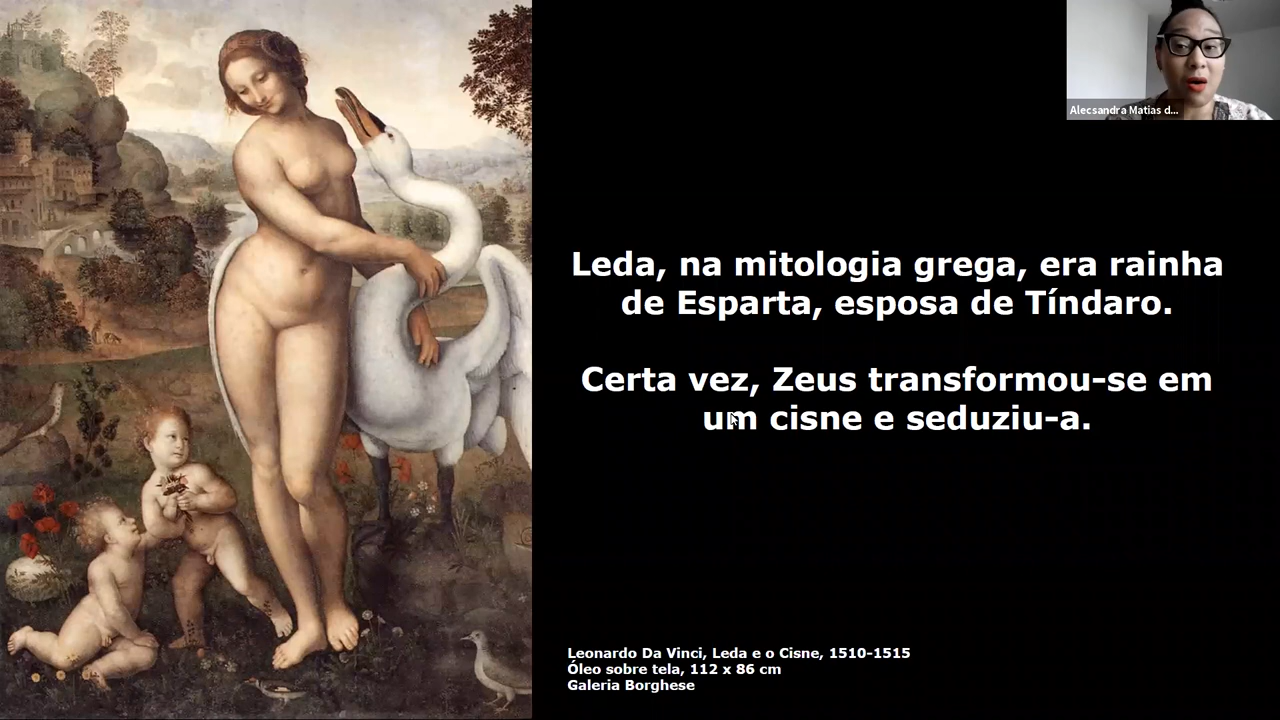 Alecsandra Matias d...
Leda, na mitologia grega, era rainha
de Esparta, esposa de Tíndaro.
Certa vez, Zeus transformou-se em
um cisne e seduziu-a.
Leonardo Da Vinci, Leda e o Cisne, 1510-1515
Óleo sobre tela, 112 x 86 cm
Galeria Borghese